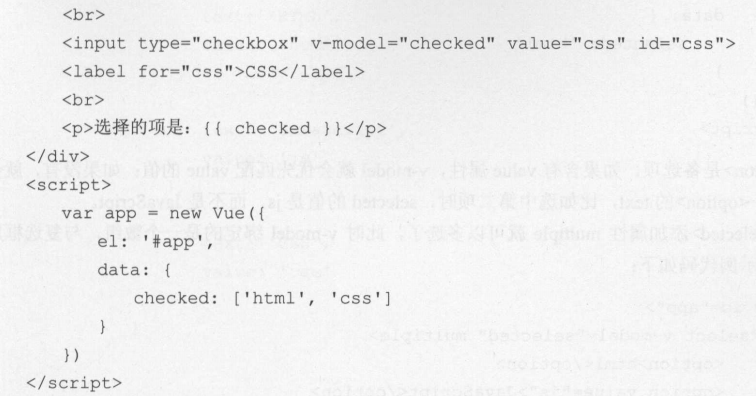 <br>
<input type="checkbox" v-model="checked" value="css" id="css">
<label for="css">CSS</label>
<br>
<p>选择的项是：{{ checked }}</p>
</div>
<script>
var app = new Vue({
el: '#app',
data: {
checked: ['html', 'css']
}
})
</script>